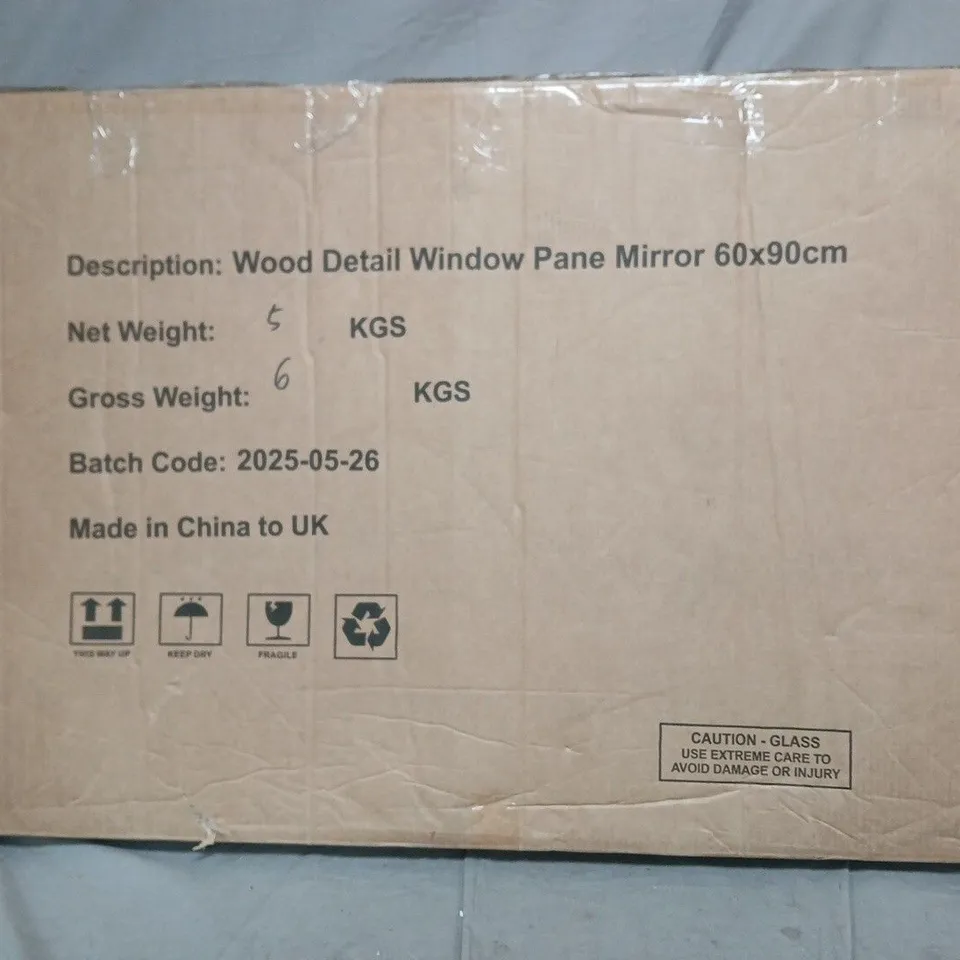 Description: Wood Detail Window Pane Mirror 60x90cm
Net Weight: 5 KGS
Gross Weight: 6 KGS
Batch Code: 2025-05-26
Made in China to UK
THIS WAY UP KEEP DRY FRAGILE
CAUTION - GLASS
USE EXTREME CARE TO
AVOID DAMAGE OR INJURY